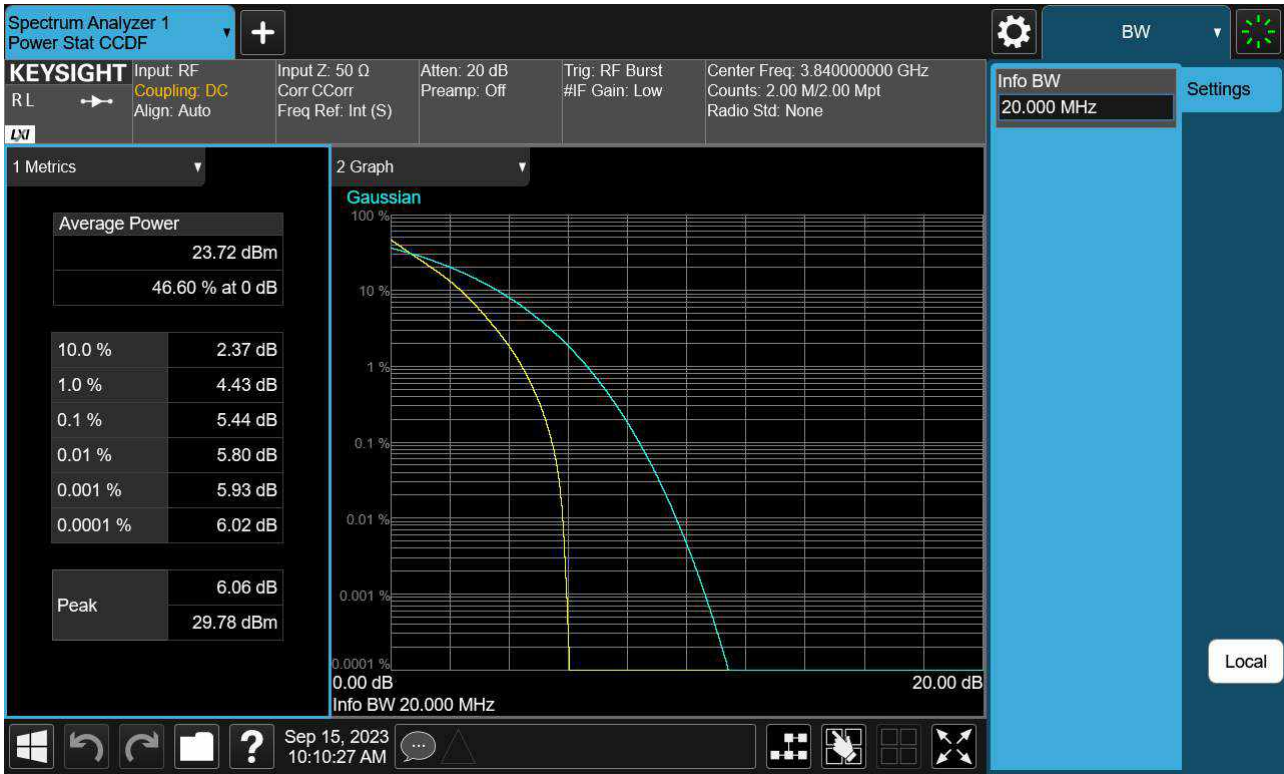 Spectrum Analyzer 1
Power Stat CCDF
BW
KEYSIGHT
R L
LXI
Input: RF
Coupling: DC
Align: Auto
Input Z: 50 Ω
Corr CCorr
Freq Ref: Int (S)
Atten: 20 dB
Preamp: Off
Trig: RF Burst
#IF Gain: Low
Center Freq: 3.840000000 GHz
Counts: 2.00 M/2.00 Mpt
Radio Std: None
Info BW
20.000 MHz
Settings
1 Metrics
Average Power
23.72 dBm
46.60 % at 0 dB
10.0 % 2.37 dB
1.0 % 4.43 dB
0.1 % 5.44 dB
0.01 % 5.80 dB
0.001 % 5.93 dB
0.0001 % 6.02 dB
Peak
6.06 dB
29.78 dBm
2 Graph
Gaussian
100 %
10 %
1 %
0.1 %
0.01 %
0.001 %
0.0001 %
0.00 dB 20.00 dB
Info BW 20.000 MHz
Local
?
Sep 15, 2023
10:10:27 AM